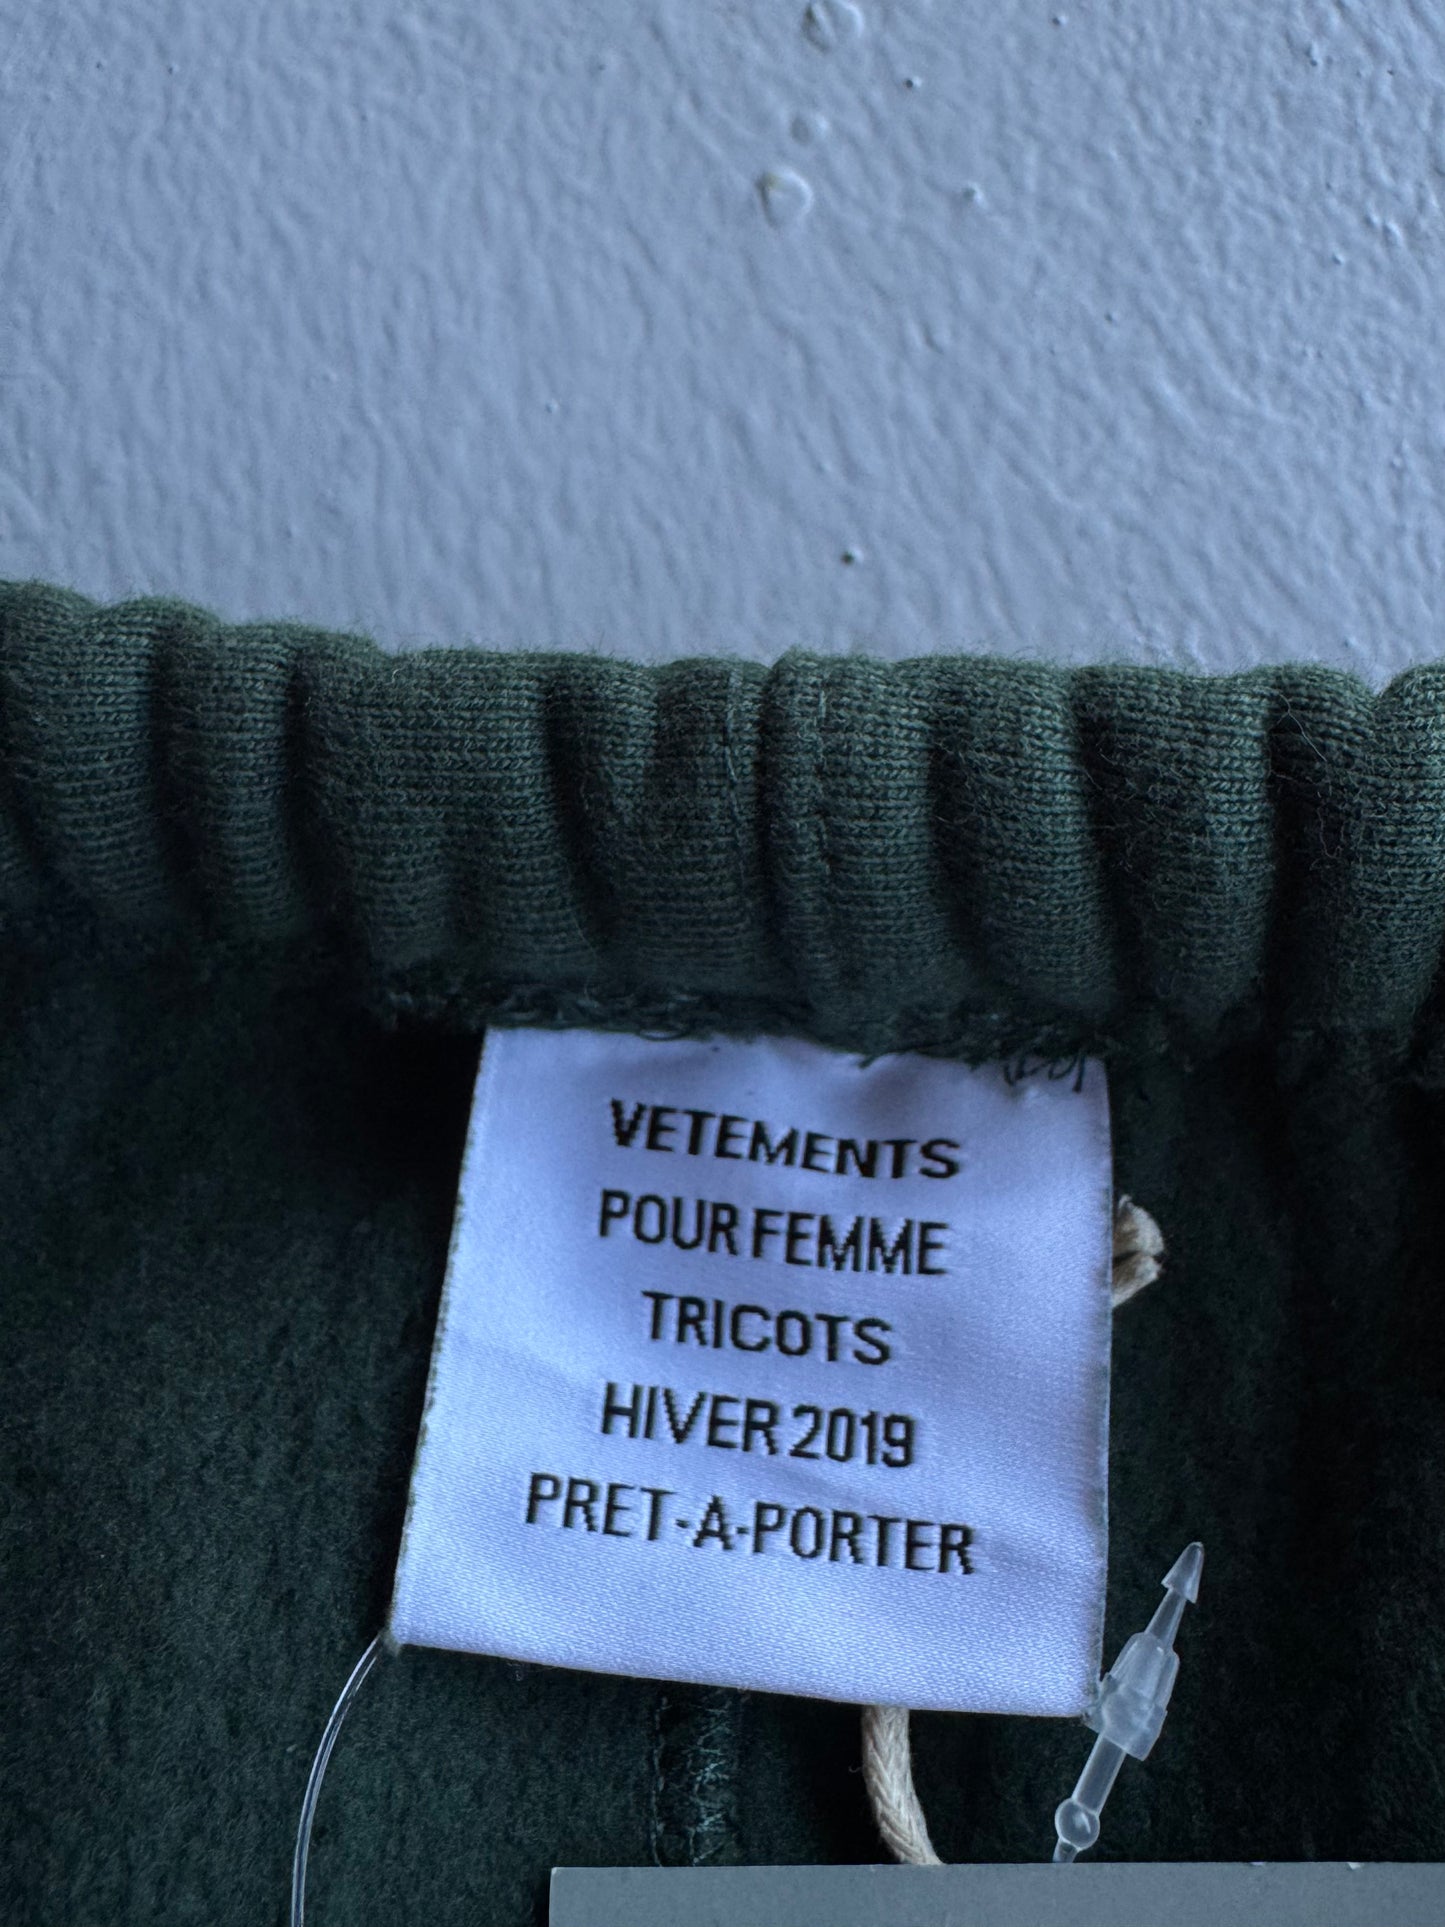 VETEMENTS
POUR FEMME
TRICOTS
HIVER 2019
PRET-A-PORTER